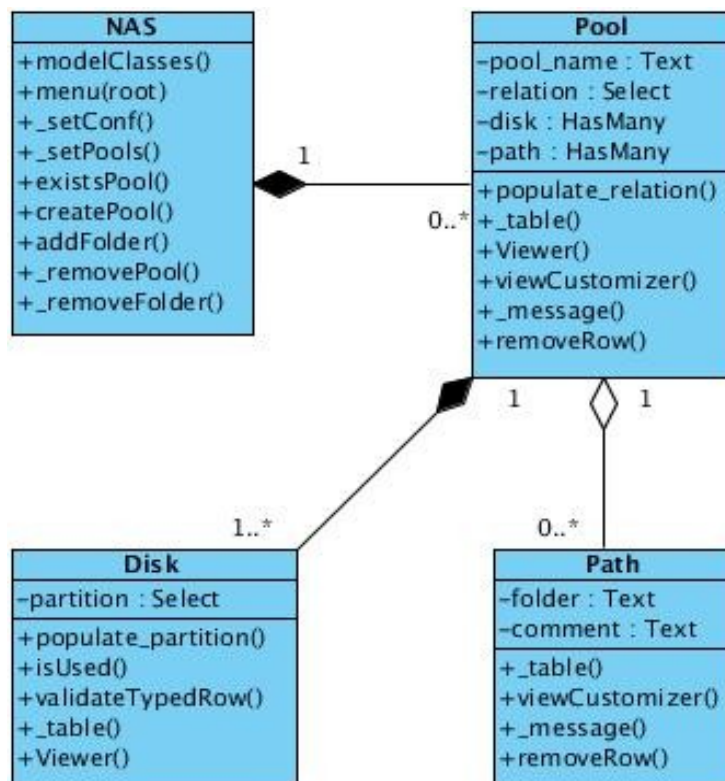 NAS
+modelClasses()
+menu(root)
+_setConf()
+_setPools()
+existsPool()
+createPool()
+addFolder()
+_removePool()
+_removeFolder()
1
0..*
Pool
-pool_name : Text
-relation : Select
-disk : HasMany
-path : HasMany
+populate_relation()
+_table()
+Viewer()
+viewCustomizer()
+_message()
+removeRow()
1
1
1..*
0..*
Disk
-partition : Select
+populate_partition()
+isUsed()
+validateTypedRow()
+_table()
+Viewer()
Path
-folder : Text
-comment : Text
+_table()
+viewCustomizer()
+_message()
+removeRow()